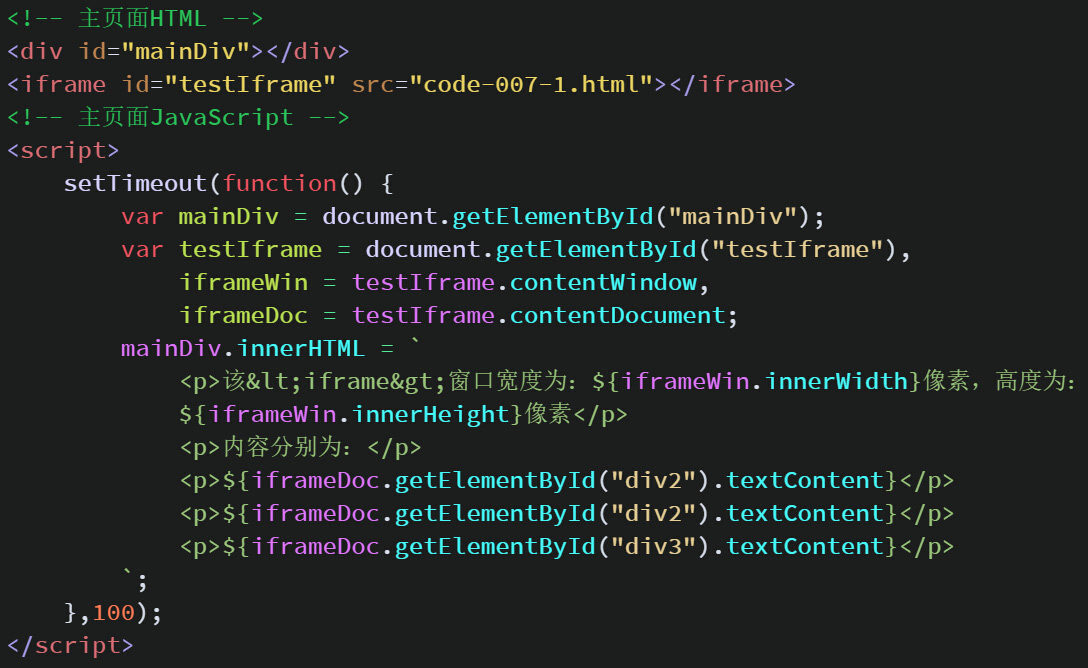 <!-- 主页面HTML -->
<div id="mainDiv"></div>
<iframe id="testIframe" src="code-007-1.html"></iframe>
<!-- 主页面JavaScript -->
<script>
    setTimeout(function() {
        var mainDiv = document.getElementById("mainDiv");
        var testIframe = document.getElementById("testIframe"),
            iframeWin = testIframe.contentWindow,
            iframeDoc = testIframe.contentDocument;
        mainDiv.innerHTML = `
            <p>该&lt;iframe&gt;窗口宽度为：${iframeWin.innerWidth}像素，高度为：
            ${iframeWin.innerHeight}像素</p>
            <p>内容分别为：</p>
            <p>${iframeDoc.getElementById("div2").textContent}</p>
            <p>${iframeDoc.getElementById("div2").textContent}</p>
            <p>${iframeDoc.getElementById("div3").textContent}</p>
        `;
    },100);
</script>